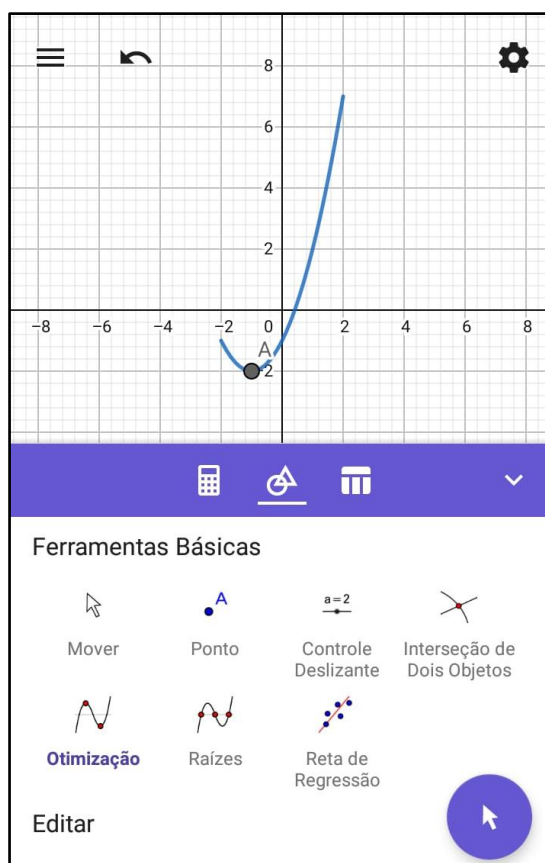 8
6
4
2
−8 −6 −4 −2 0 2 4 6 8
A
−2
Ferramentas Básicas
A
a = 2
Mover
Ponto
Controle
Deslizante
Interseção de
Dois Objetos
Otimização
Raízes
Reta de
Regressão
Editar